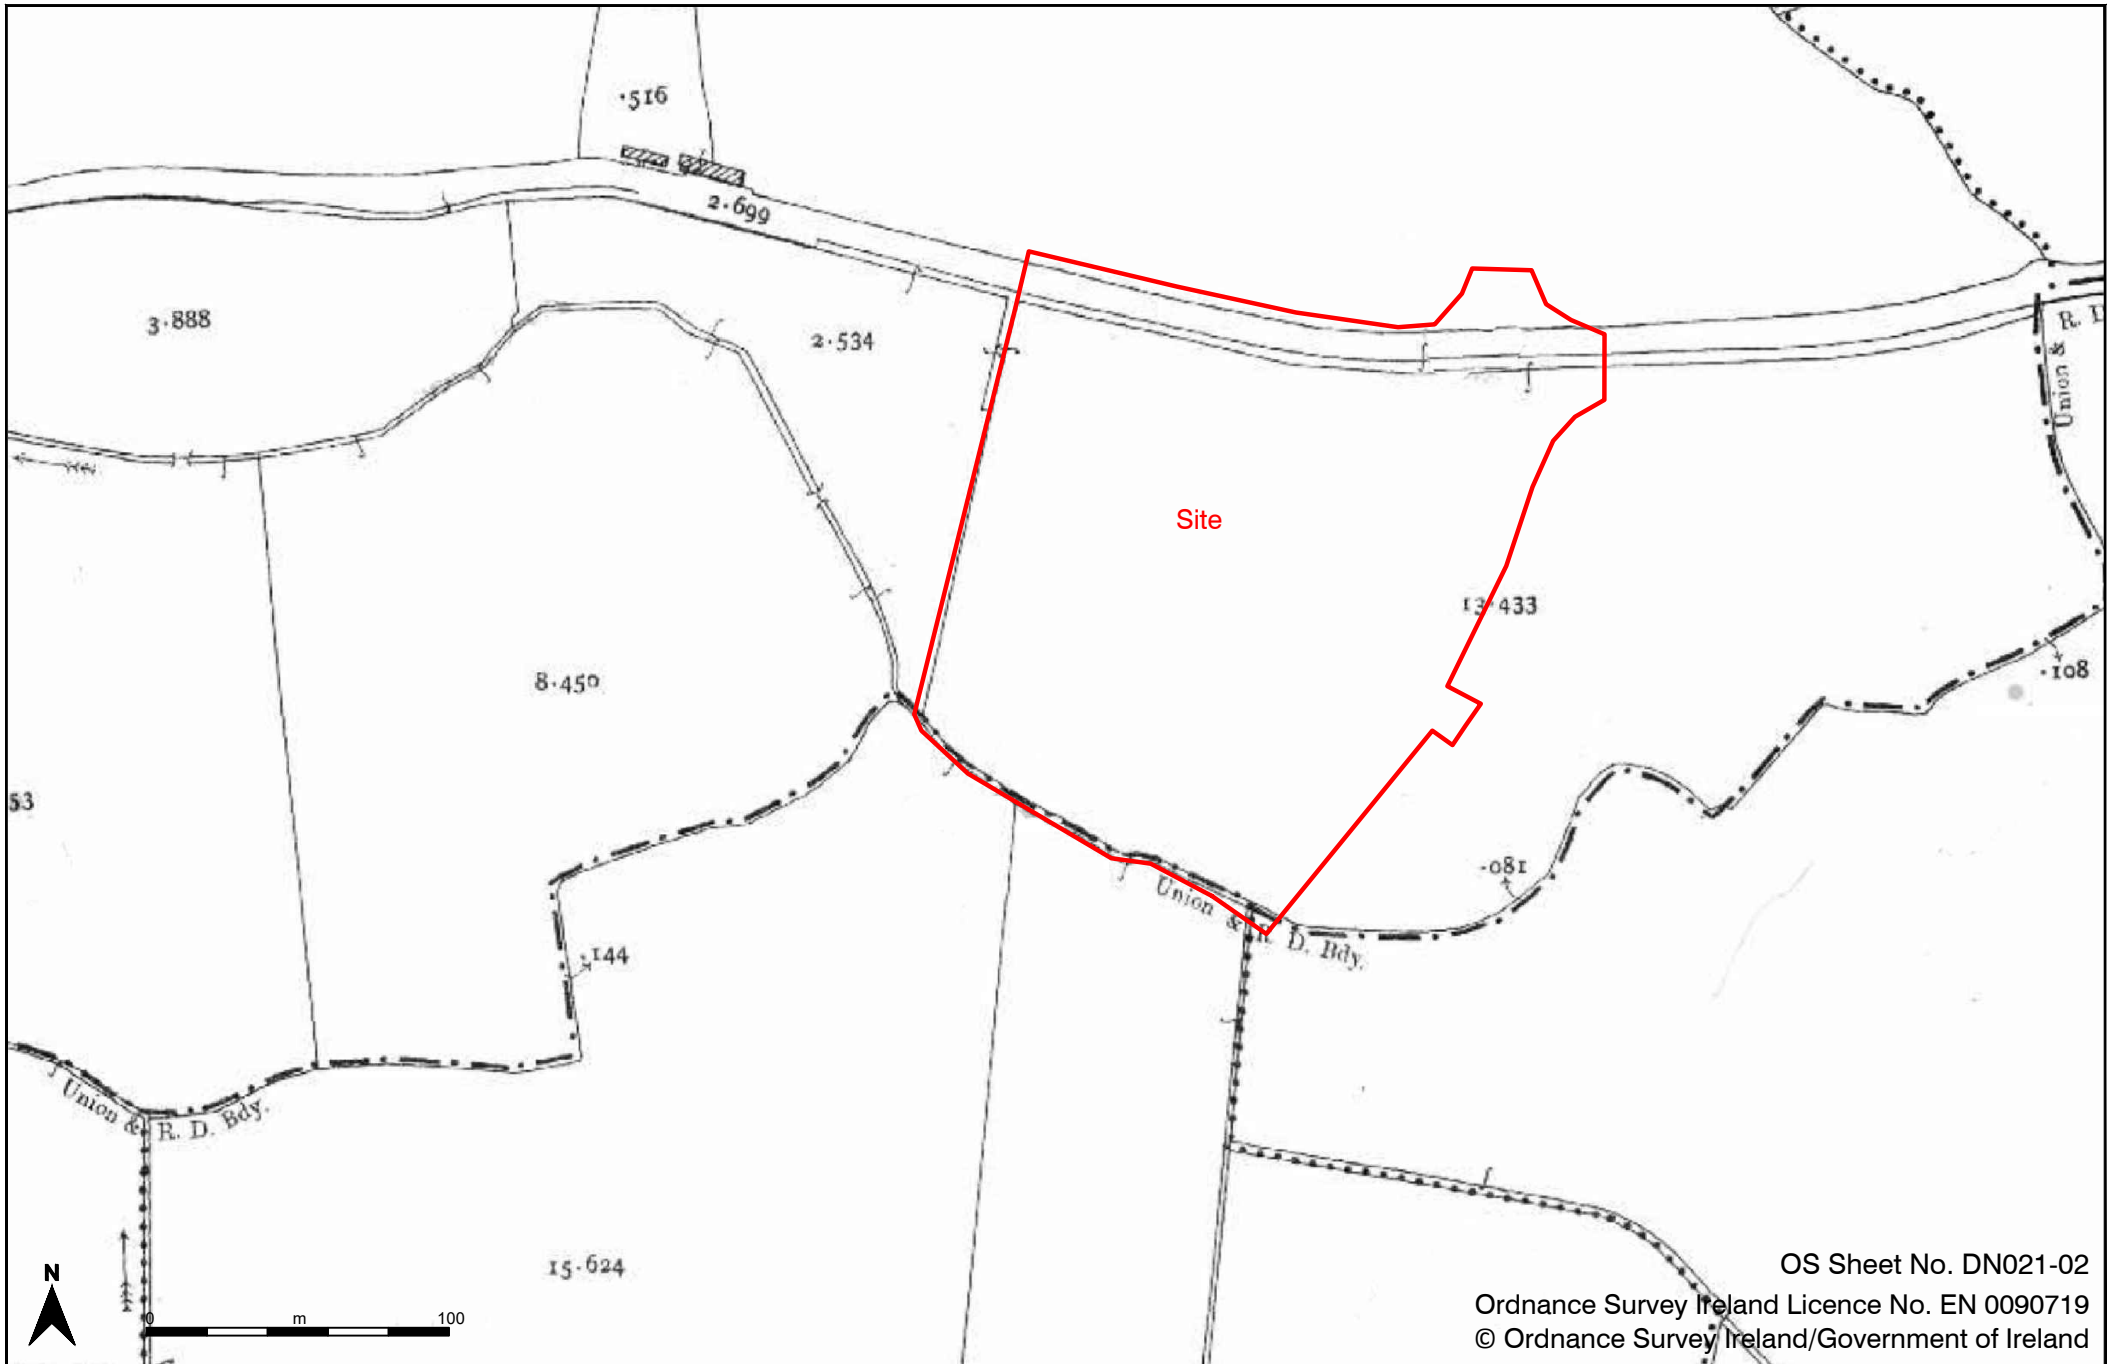 ·516
2·699
3·888
2·534
R. D
Union &
Site
13·433
·108
8·450
53
·081
Union & R. D. Bdy.
·144
Union & R. D. Bdy.
15·624
N
0 m 100
OS Sheet No. DN021-02
Ordnance Survey Ireland Licence No. EN 0090719
© Ordnance Survey Ireland/Government of Ireland